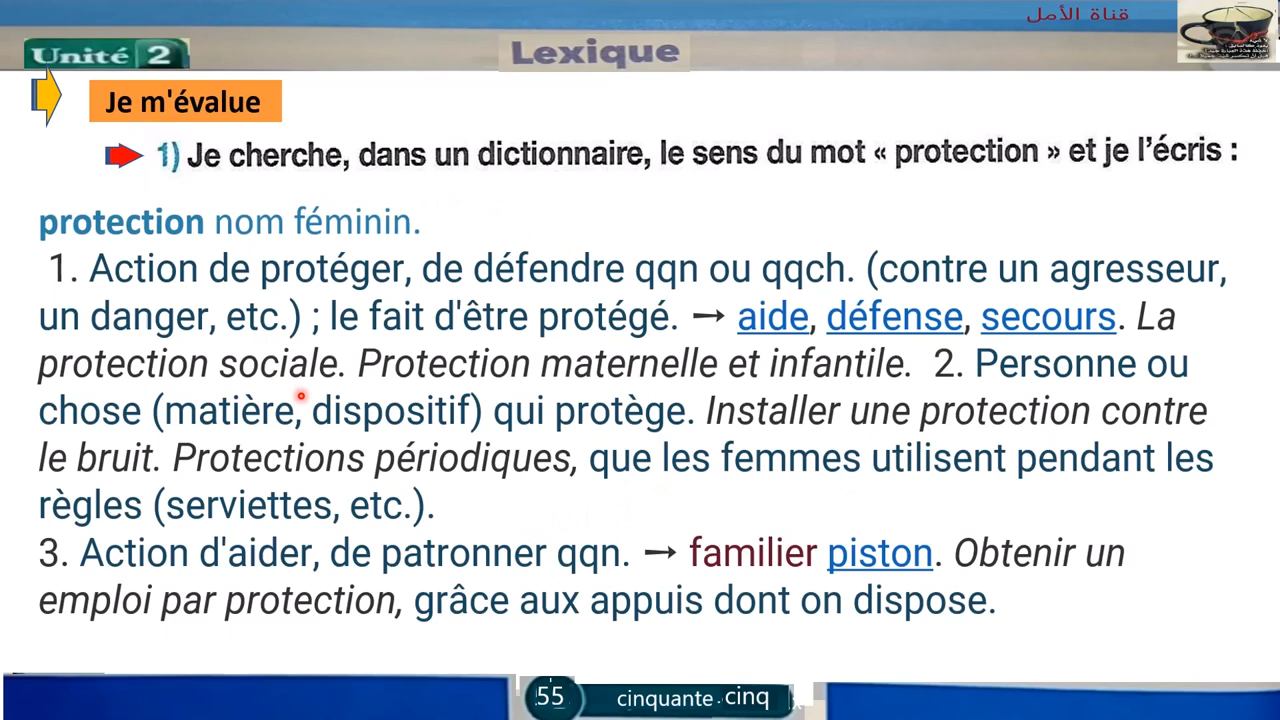 قناة الأمل
Unité 2
Lexique
Je m'évalue
1) Je cherche, dans un dictionnaire, le sens du mot « protection » et je l'écris :
protection nom féminin.
1. Action de protéger, de défendre qqn ou qqch. (contre un agresseur,
un danger, etc.) ; le fait d'être protégé. → aide, défense, secours. La
protection sociale. Protection maternelle et infantile. 2. Personne ou
chose (matière, dispositif) qui protège. Installer une protection contre
le bruit. Protections périodiques, que les femmes utilisent pendant les
règles (serviettes, etc.).
3. Action d'aider, de patronner qqn. → familier piston. Obtenir un
emploi par protection, grâce aux appuis dont on dispose.
55 cinquante cinq